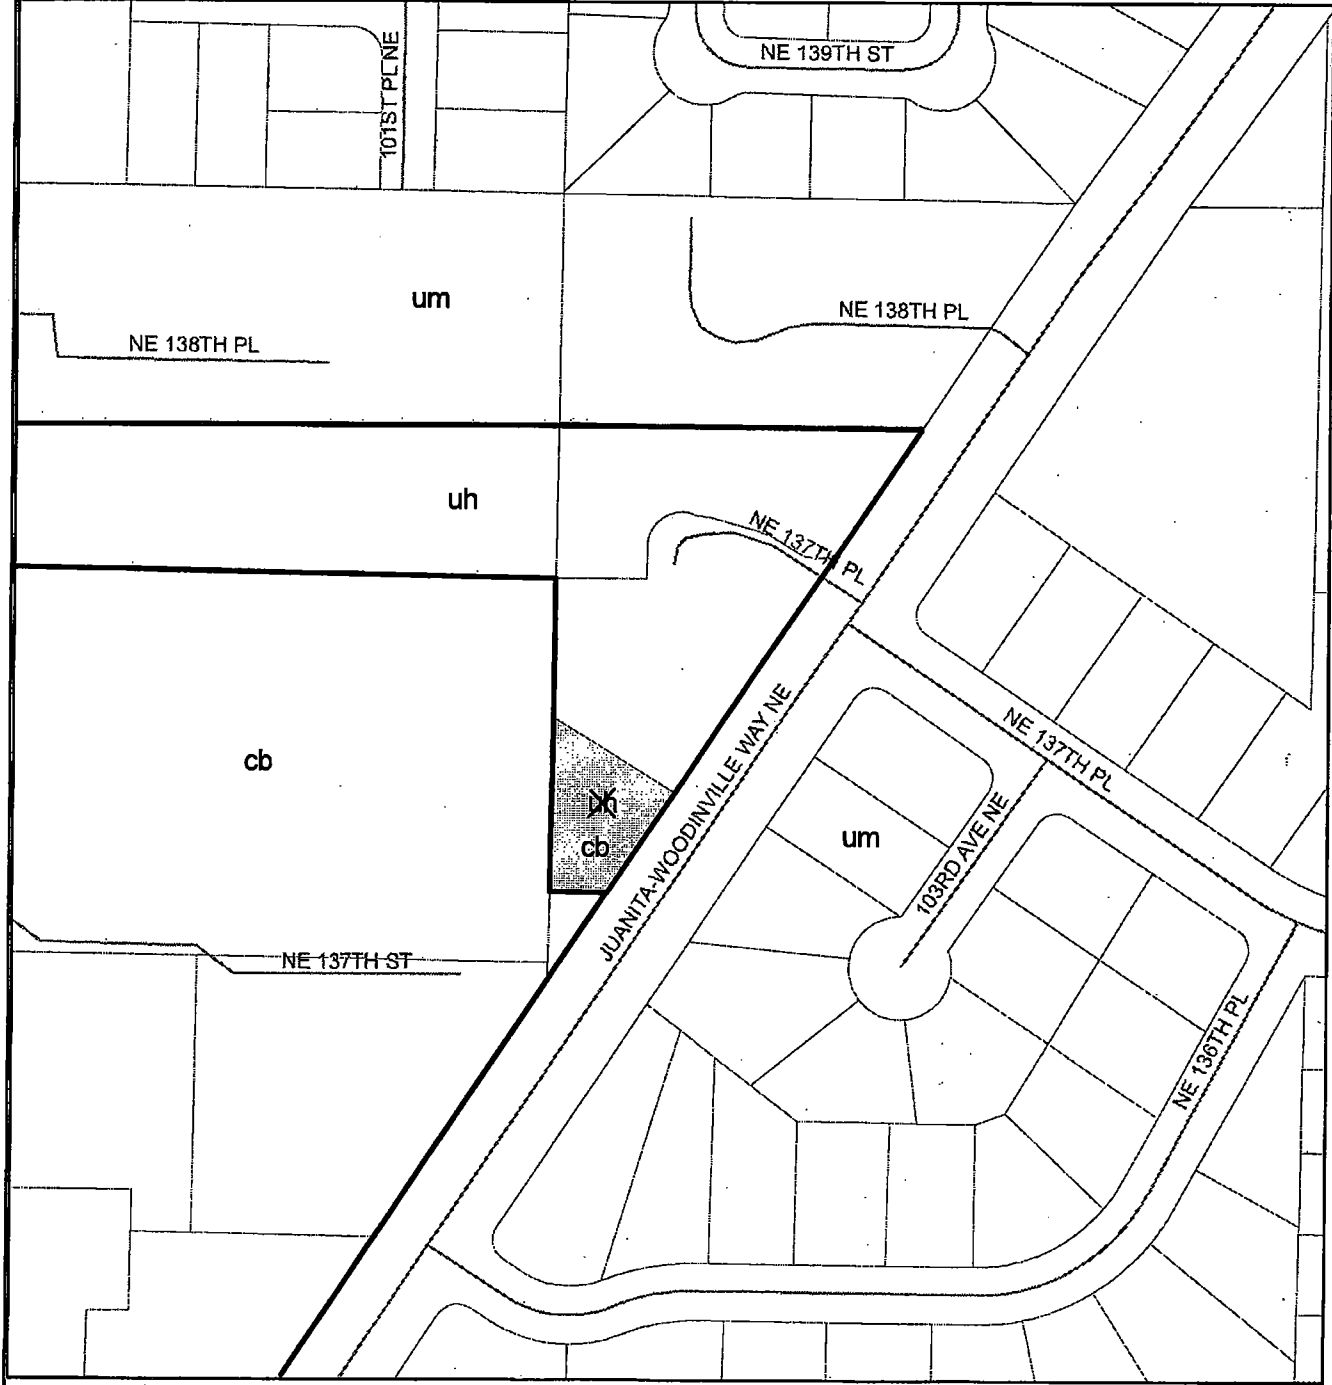 NE 139TH ST
101ST PL NE
um
NE 138TH PL
NE 138TH PL
uh
NE 137TH PL
cb
uh
cb
JUANITA-WOODINVILLE WAY NE
NE 137TH PL
um
103RD AVE NE
NE 137TH ST
NE 136TH PL